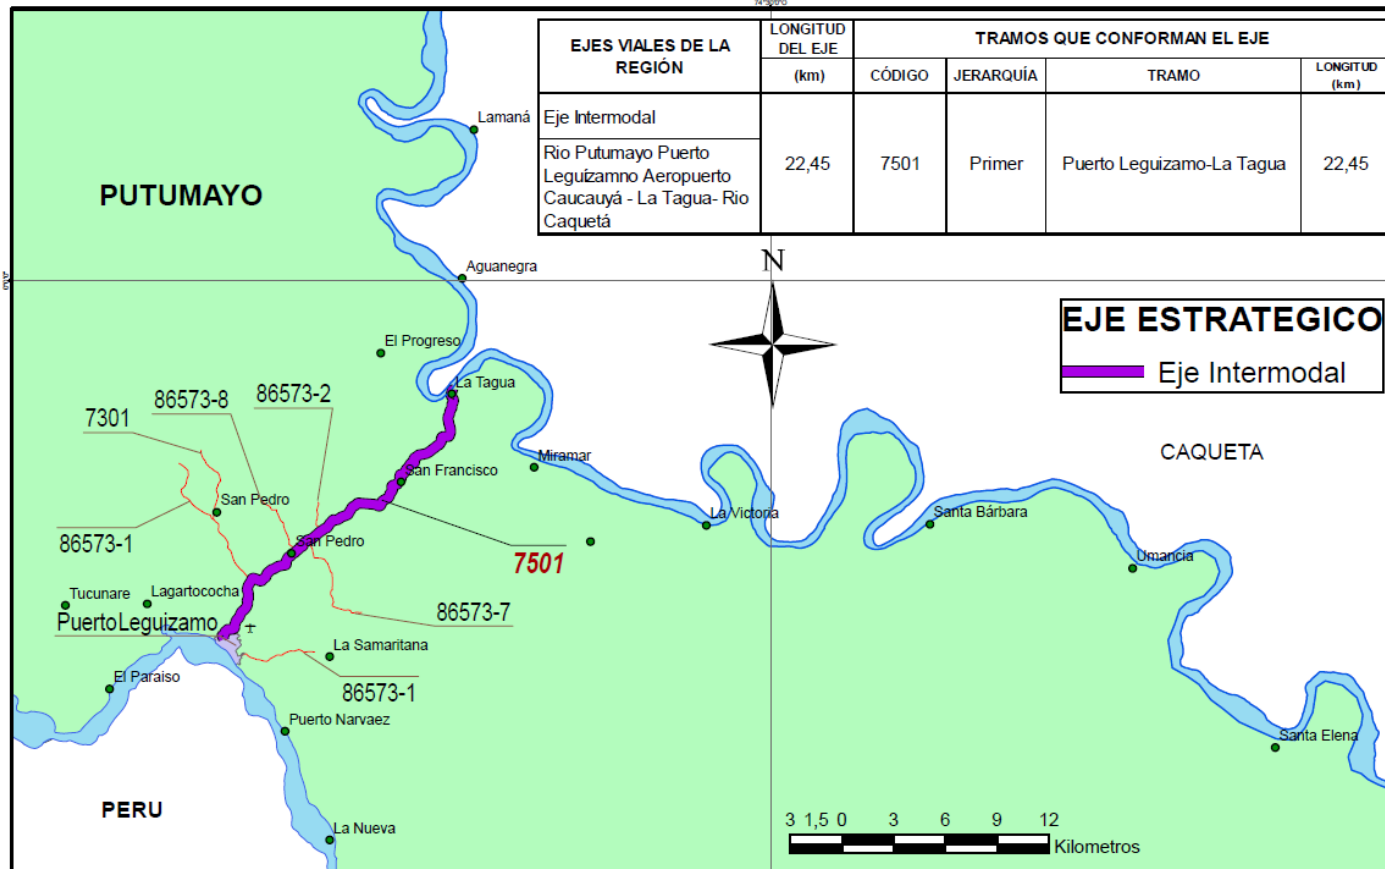 EJES VIALES DE LA
REGIÓN
LONGITUD
DEL EJE
(km)
TRAMOS QUE CONFORMAN EL EJE
CÓDIGO
JERARQUÍA
TRAMO
LONGITUD
(km)
Eje Intermodal
Rio Putumayo Puerto
Leguízamno Aeropuerto
Caucauyá - La Tagua- Rio
Caquetá
22,45
7501
Primer
Puerto Leguizamo-La Tagua
22,45
Lamaná
PUTUMAYO
Aguanegra
N
EJE ESTRATEGICO
Eje Intermodal
El Progreso
La Tagua
86573-8
86573-2
7301
CAQUETA
Miramar
San Francisco
San Pedro
La Victoria
Santa Bárbara
86573-1
San Pedro
7501
Umancia
Tucunare
Lagartococha
86573-7
PuertoLeguizamo
La Samaritana
El Paraiso
86573-1
Puerto Narvaez
Santa Elena
PERU
La Nueva
3 1,5 0 3 6 9 12
Kilometros